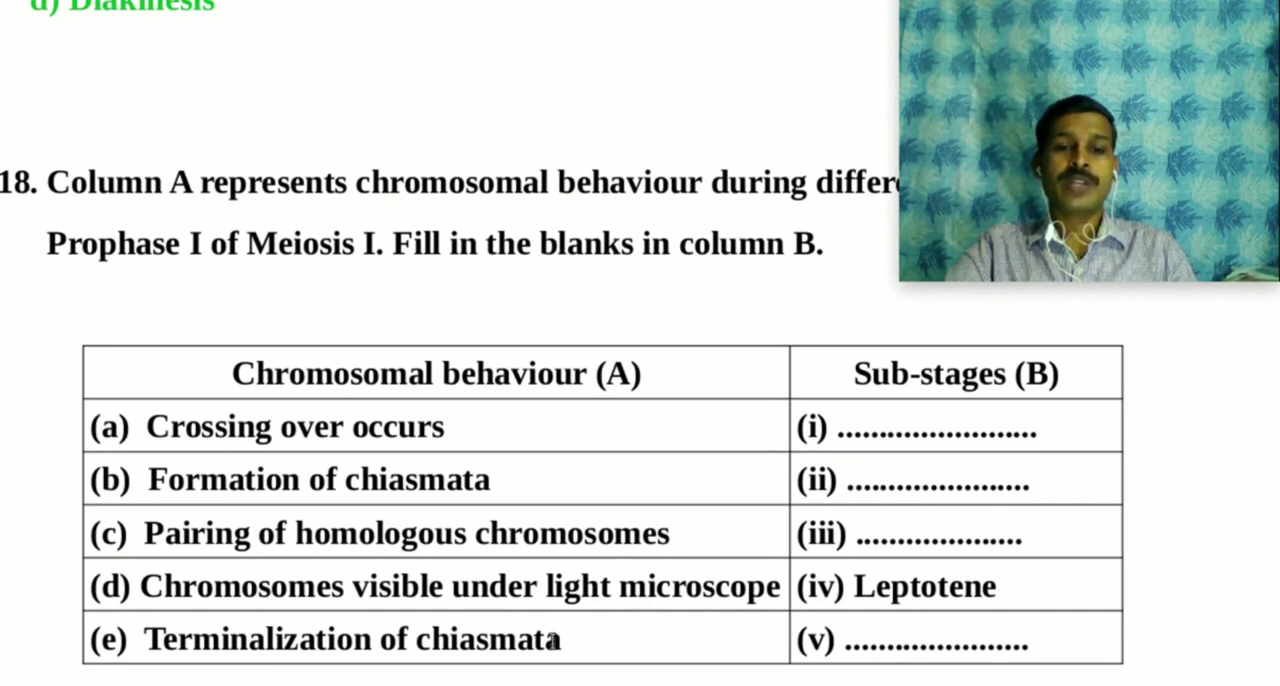 d) Diakinesis
18. Column A represents chromosomal behaviour during differ
Prophase I of Meiosis I. Fill in the blanks in column B.
Chromosomal behaviour (A) Sub-stages (B)
(a) Crossing over occurs (i) ........................
(b) Formation of chiasmata (ii) ......................
(c) Pairing of homologous chromosomes (iii) ....................
(d) Chromosomes visible under light microscope (iv) Leptotene
(e) Terminalization of chiasmata (v) ......................